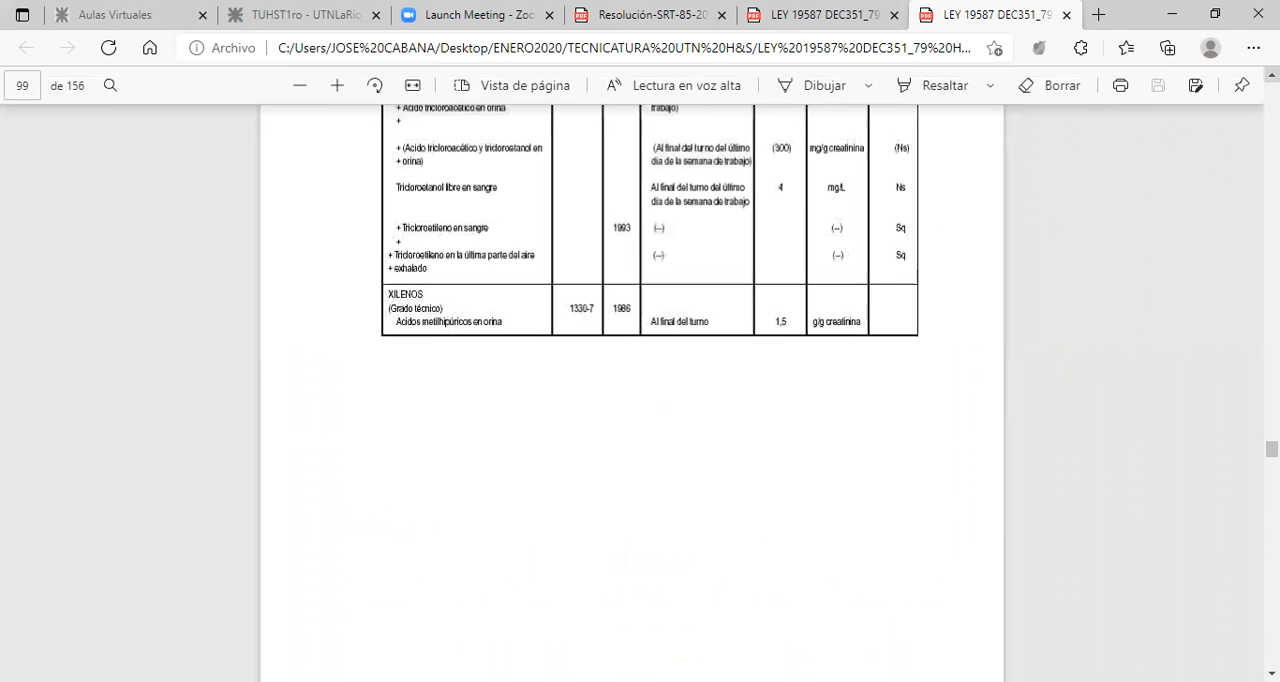 Aulas Virtuales
TUHST1ro - UTNLaRio
Launch Meeting - Zoo
Resolución-SRT-85-20
LEY 19587 DEC351_79
LEY 19587 DEC351_79
Archivo
C:/Users/JOSE%20CABANA/Desktop/ENERO2020/TECNICATURA%20UTN%20H&S/LEY%2019587%20DEC351_79%20H...
99 de 156
Vista de página
Lectura en voz alta
Dibujar
Resaltar
Borrar
+ Acido tricloroacético en orina trabajo)
+
+ (Acido tricloroacético y tricloroetanol en (Al final del turno del último (300) mg/g creatinina (Ns)
+ orina) día de la semana de trabajo)
Tricloroetanol libre en sangre Al final del turno del último 4 mg/L Ns
día de la semana de trabajo
+ Tricloroetileno en sangre 1993 (--) (--) Sq
+
+ Tricloroetileno en la última parte del aire (--) (--) Sq
+ exhalado
XILENOS
(Grado técnico) 1330-7 1986
Acidos metilhipúricos en orina Al final del turno 1,5 g/g creatinina